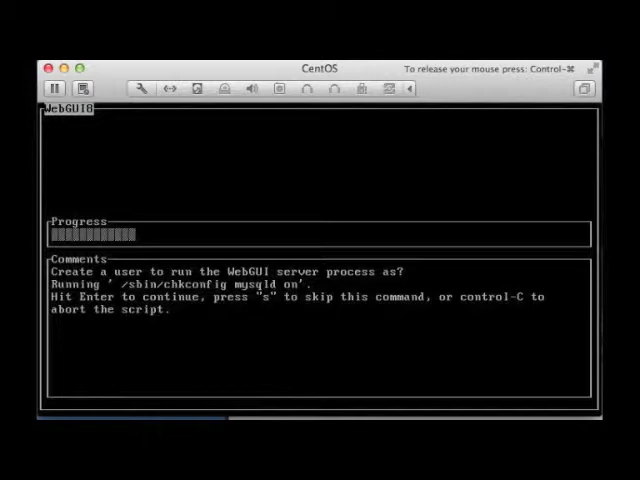 CentOS
To release your mouse press: Control-⌘
WebGUI8
Progress
Comments
Create a user to run the WebGUI server process as?
Running ' /sbin/chkconfig mysqld on'.
Hit Enter to continue, press "s" to skip this command, or control-C to
abort the script.